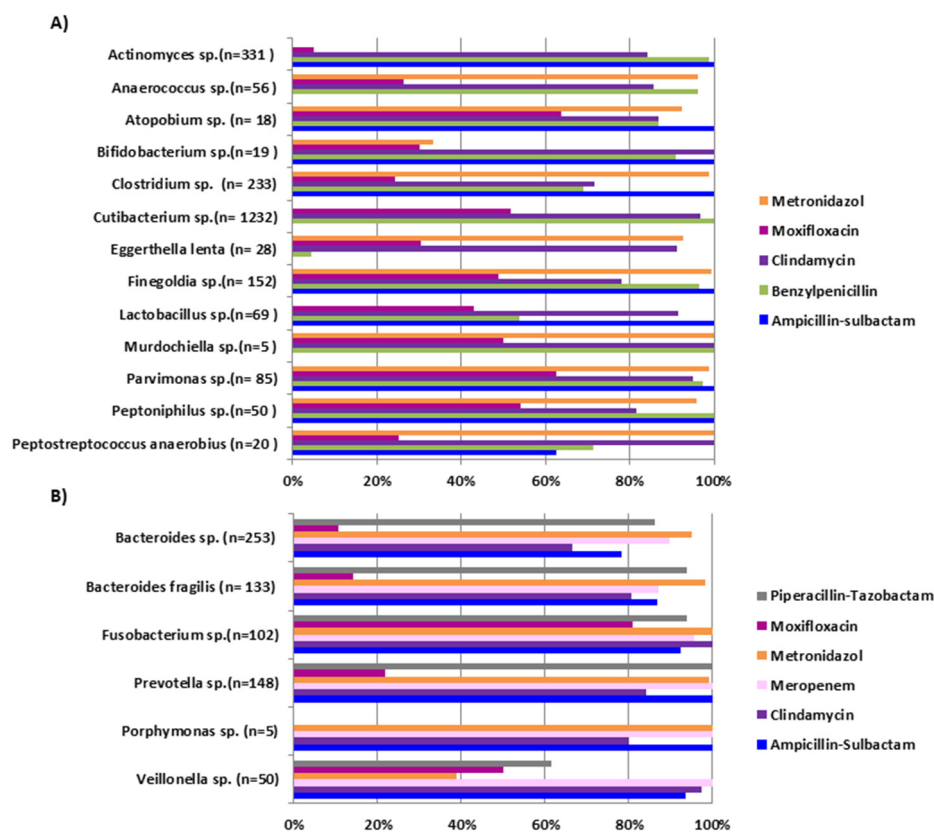 A)
Actinomyces sp.(n=331 )
Anaerococcus sp.(n=56 )
Atopobium sp. (n= 18)
Bifidobacterium sp.(n=19 )
Clostridium sp. (n= 233)
Cutibacterium sp.(n= 1232)
Eggerthella lenta (n= 28)
Finegoldia sp.(n= 152)
Lactobacillus sp.(n=69 )
Murdochiella sp.(n=5 )
Parvimonas sp.(n= 85)
Peptoniphilus sp.(n=50 )
Peptostreptococcus anaerobius (n=20 )
0% 20% 40% 60% 80% 100%
Metronidazol
Moxifloxacin
Clindamycin
Benzylpenicillin
Ampicillin-sulbactam
B)
Bacteroides sp. (n=253)
Bacteroides fragilis (n= 133)
Fusobacterium sp.(n=102)
Prevotella sp.(n=148)
Porphymonas sp. (n=5)
Veillonella sp. (n=50)
0% 20% 40% 60% 80% 100%
Piperacillin-Tazobactam
Moxifloxacin
Metronidazol
Meropenem
Clindamycin
Ampicillin-Sulbactam